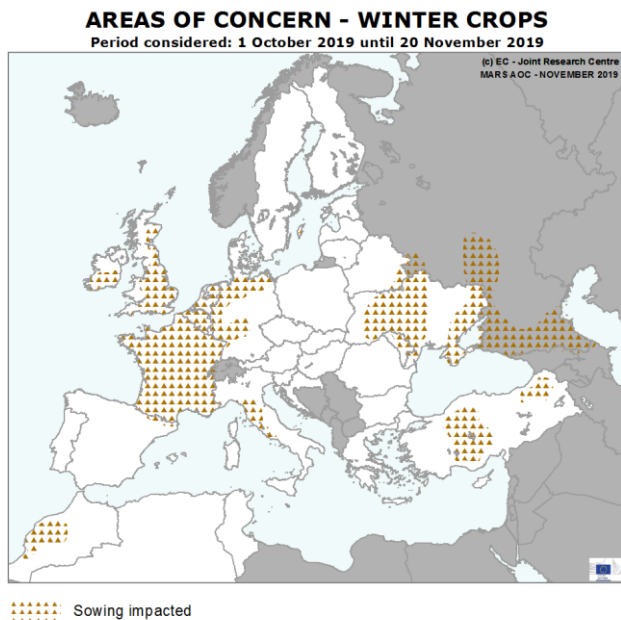 AREAS OF CONCERN - WINTER CROPS
Period considered: 1 October 2019 until 20 November 2019
(c) EC - Joint Research Centre
MARS AOC - NOVEMBER 2019
Sowing impacted